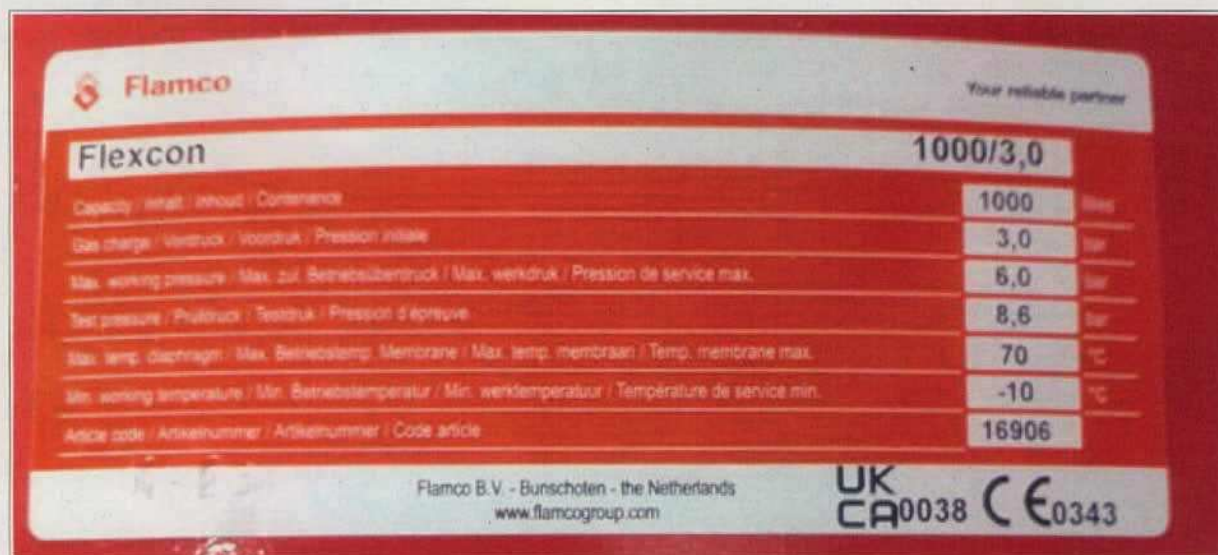 Flamco
Your reliable partner
Flexcon 1000/3,0
Capacity / Inhalt / Inhoud / Contenance 1000 litres
Gas charge / Vordruck / Voordruk / Pression initiale 3,0 bar
Max. working pressure / Max. zul. Betriebsüberdruck / Max. werkdruk / Pression de service max. 6,0 bar
Test pressure / Prüfdruck / Testdruk / Pression d'épreuve 8,6 bar
Max. temp. diaphragm / Max. Betriebstemp. Membrane / Max. temp. membraan / Temp. membrane max. 70 °C
Min. working temperature / Min. Betriebstemperatur / Min. werktemperatuur / Température de service min. -10 °C
Article code / Artikelnummer / Artikelnummer / Code article 16906
Flamco B.V. - Bunschoten - the Netherlands
www.flamcogroup.com
UK
CA0038 CE0343